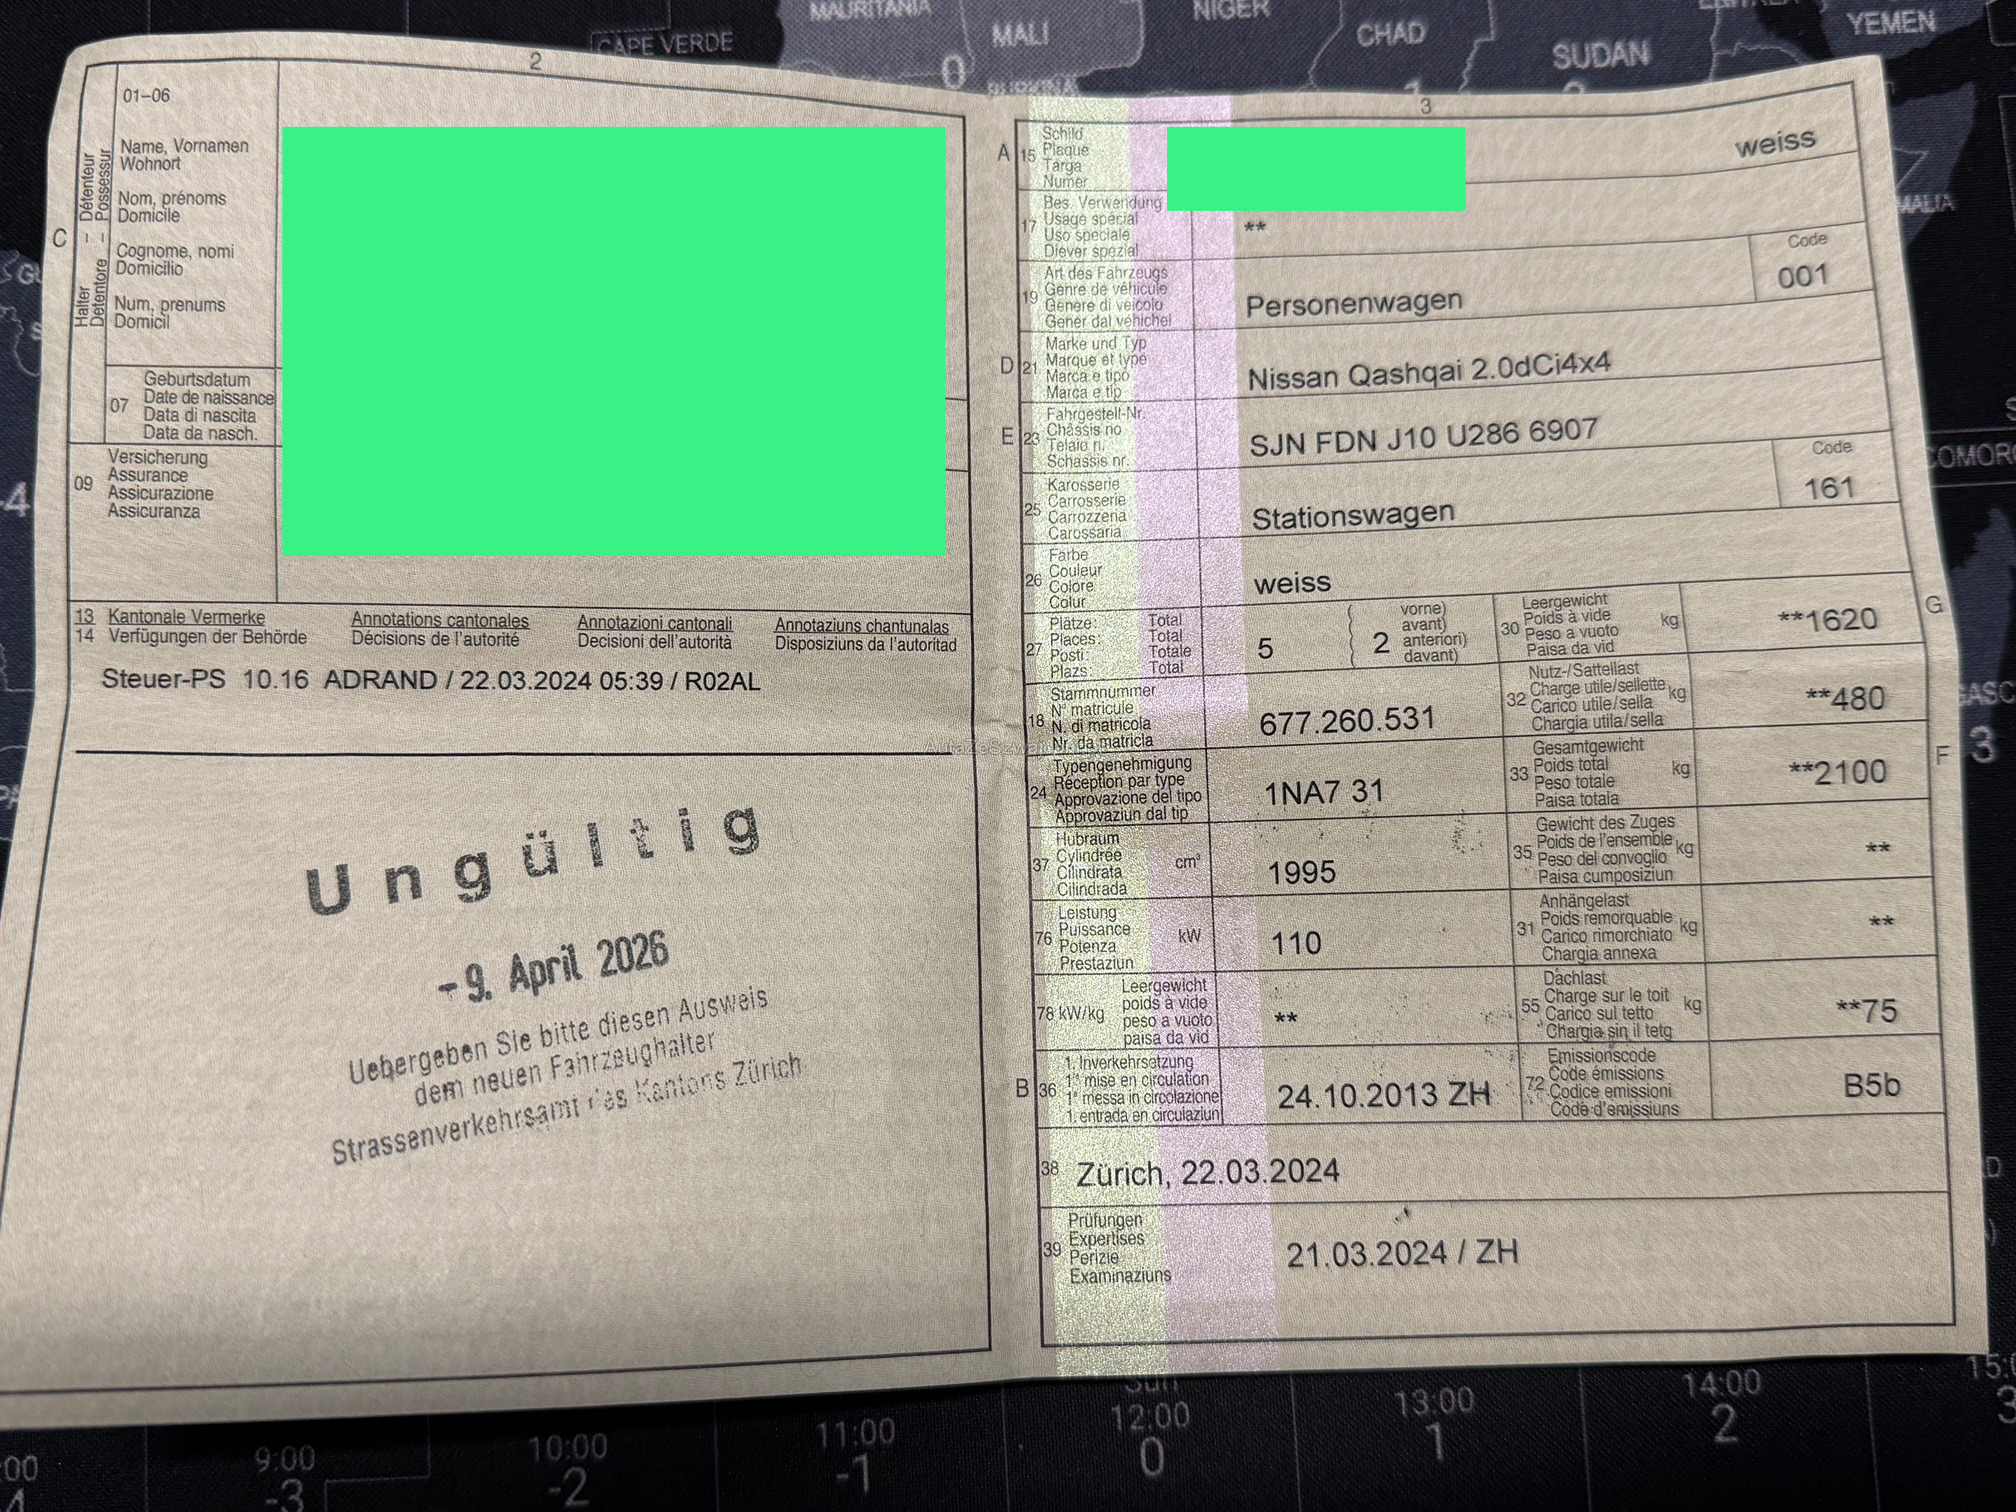 2
01-06
Name, Vornamen
Wohnort
Nom, prénoms
Domicile
Cognome, nomi
Domicilio
Num, prenums
Domicil
C
Halter – Détenteur
Detentore – Possessur
07
Geburtsdatum
Date de naissance
Data di nascita
Data da nasch.
09
Versicherung
Assurance
Assicurazione
Assicuranza
13 Kantonale Vermerke Annotations cantonales Annotazioni cantonali Annotaziuns chantunalas
14 Verfügungen der Behörde Décisions de l'autorité Decisioni dell'autorità Disposiziuns da l'autoritad
Steuer-PS 10.16 ADRAND / 22.03.2024 05:39 / R02AL
Ungültig
- 9. April 2026
Uebergeben Sie bitte diesen Ausweis
dem neuen Fahrzeughalter
Strassenverkehrsamt des Kantons Zürich
3
A 15
Schild
Plaque
Targa
Numer
weiss
17
Bes. Verwendung
Usage spécial
Uso speciale
Diever spezial
**
19
Art des Fahrzeugs
Genre de véhicule
Genere di veicolo
Gener dal vehichel
Personenwagen
Code
001
D 21
Marke und Typ
Marque et type
Marca e tipo
Marca e tip
Nissan Qashqai 2.0dCi4x4
E 23
Fahrgestell-Nr.
Châssis no
Telaio n.
Schassis nr.
SJN FDN J10 U286 6907
25
Karosserie
Carrosserie
Carrozzeria
Carossaria
Stationswagen
Code
161
26
Farbe
Couleur
Colore
Colur
weiss
27
Plätze: Total
Places: Total
Posti: Totale
Plazs: Total
5
2
vorne)
avant)
anteriori)
davant)
30
Leergewicht
Poids à vide
Peso a vuoto
Paisa da vid
kg
**1620
G
18
Stammnummer
N° matricule
N. di matricola
Nr. da matricla
677.260.531
32
Nutz-/Sattellast
Charge utile/sellette
Carico utile/sella
Chargia utila/sella
kg
**480
24
Typengenehmigung
Réception par type
Approvazione del tipo
Approvaziun dal tip
1NA7 31
33
Gesamtgewicht
Poids total
Peso totale
Paisa totala
kg
**2100
F
37
Hubraum
Cylindrée
Cilindrata
Cilindrada
cm³
1995
35
Gewicht des Zuges
Poids de l'ensemble
Peso del convoglio
Paisa cumposiziun
kg
**
76
Leistung
Puissance
Potenza
Prestaziun
kW
110
31
Anhängelast
Poids remorquable
Carico rimorchiato
Chargia annexa
kg
**
78 kW/kg
Leergewicht
poids à vide
peso a vuoto
paisa da vid
**
55
Dachlast
Charge sur le toit
Carico sul tetto
Chargia sin il tetg
kg
**75
B 36
1. Inverkehrsetzung
1re mise en circulation
1a messa in circolazione
1. entrada en circulaziun
24.10.2013 ZH
72
Emissionscode
Code émissions
Codice emissioni
Code d'emissiuns
B5b
38
Zürich, 22.03.2024
39
Prüfungen
Expertises
Perizie
Examinaziuns
21.03.2024 / ZH
MAURITANIA
CAPE VERDE
MALI
NIGER
CHAD
SUDAN
YEMEN
0
-4
3
9:00
-3
10:00
-2
11:00
-1
Sun
12:00
0
13:00
1
14:00
2